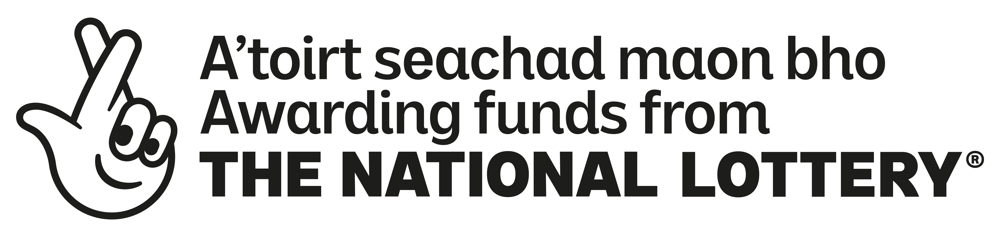 A’toirt seachad maon bho
Awarding funds from
THE NATIONAL LOTTERY®